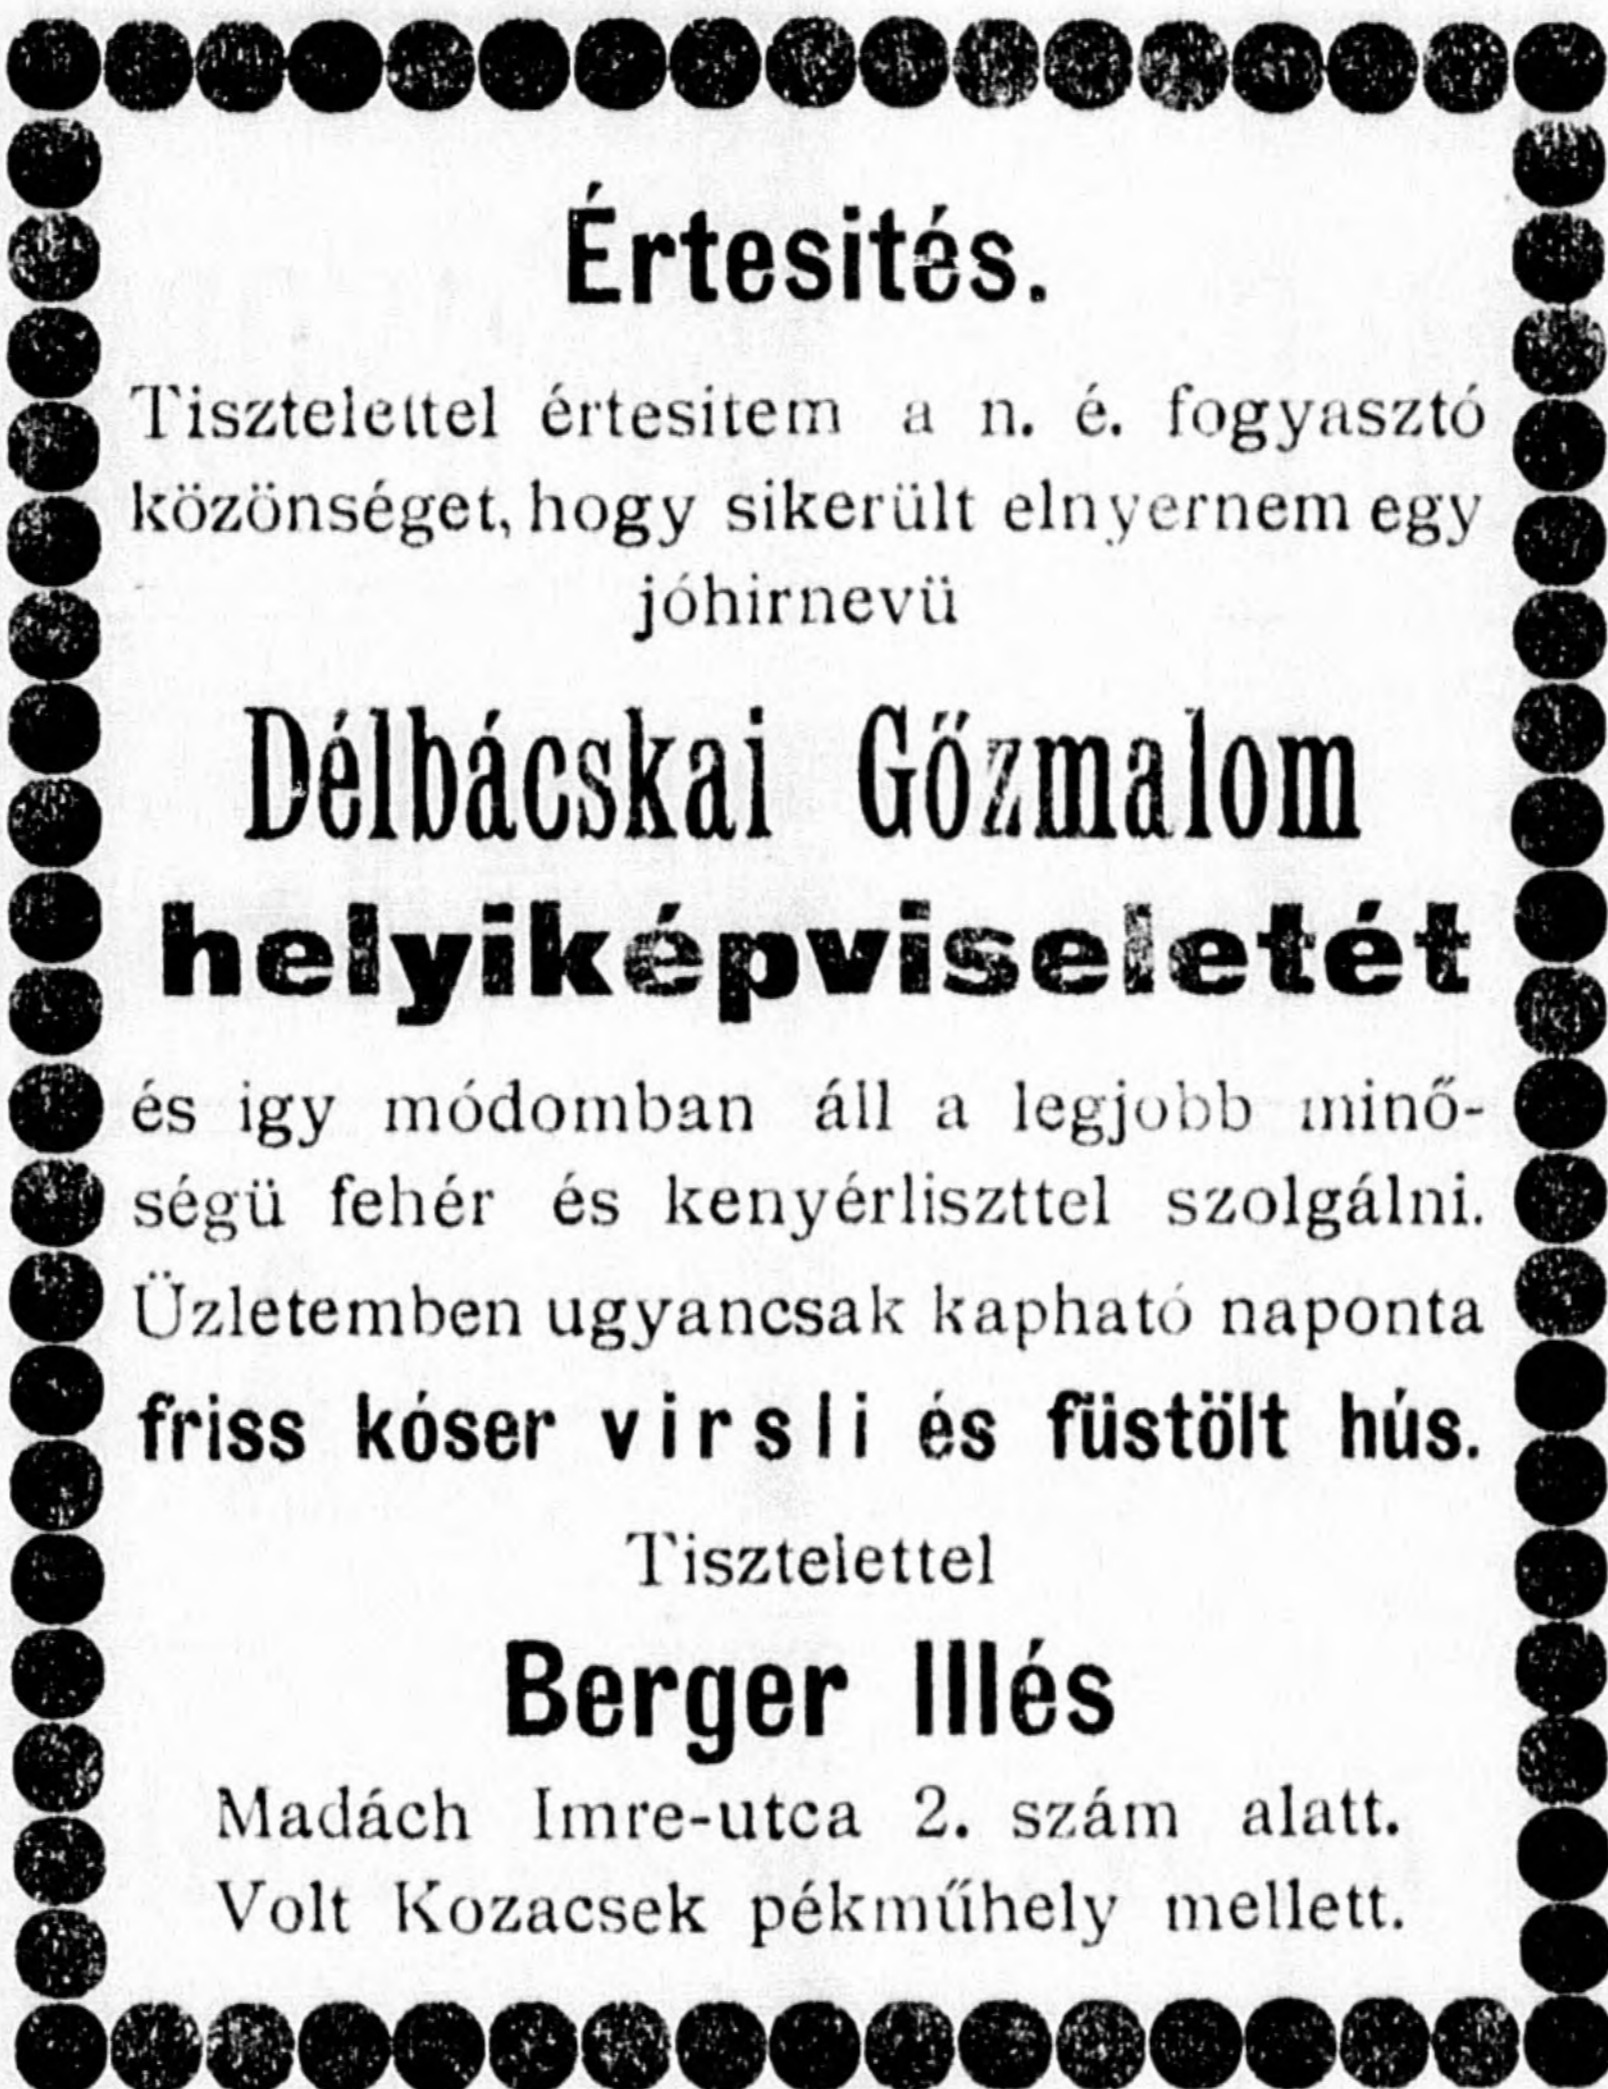 Értesités.
Tisztelettel értesitem a n. é. fogyasztó
közönséget, hogy sikerült elnyernem egy
jóhirnevü
Délbácskai Gőzmalom
helyiképviseletét
és igy módomban áll a legjobb minő-
ségü fehér és kenyérliszttel szolgálni.
Üzletemben ugyancsak kapható naponta
friss kóser virsli és füstölt hús.
Tisztelettel
Berger Illés
Madách Imre-utca 2. szám alatt.
Volt Kozacsek pékműhely mellett.